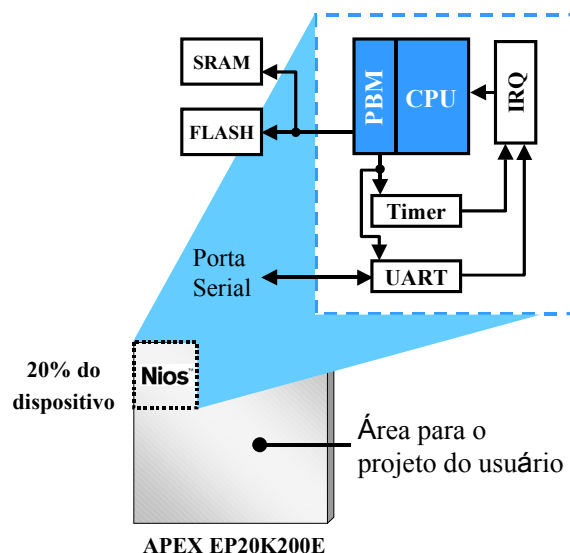 SRAM
FLASH
PBM
CPU
IRQ
Timer
UART
Porta
Serial
20% do
dispositivo
Nios™
Área para o
projeto do usuário
APEX EP20K200E